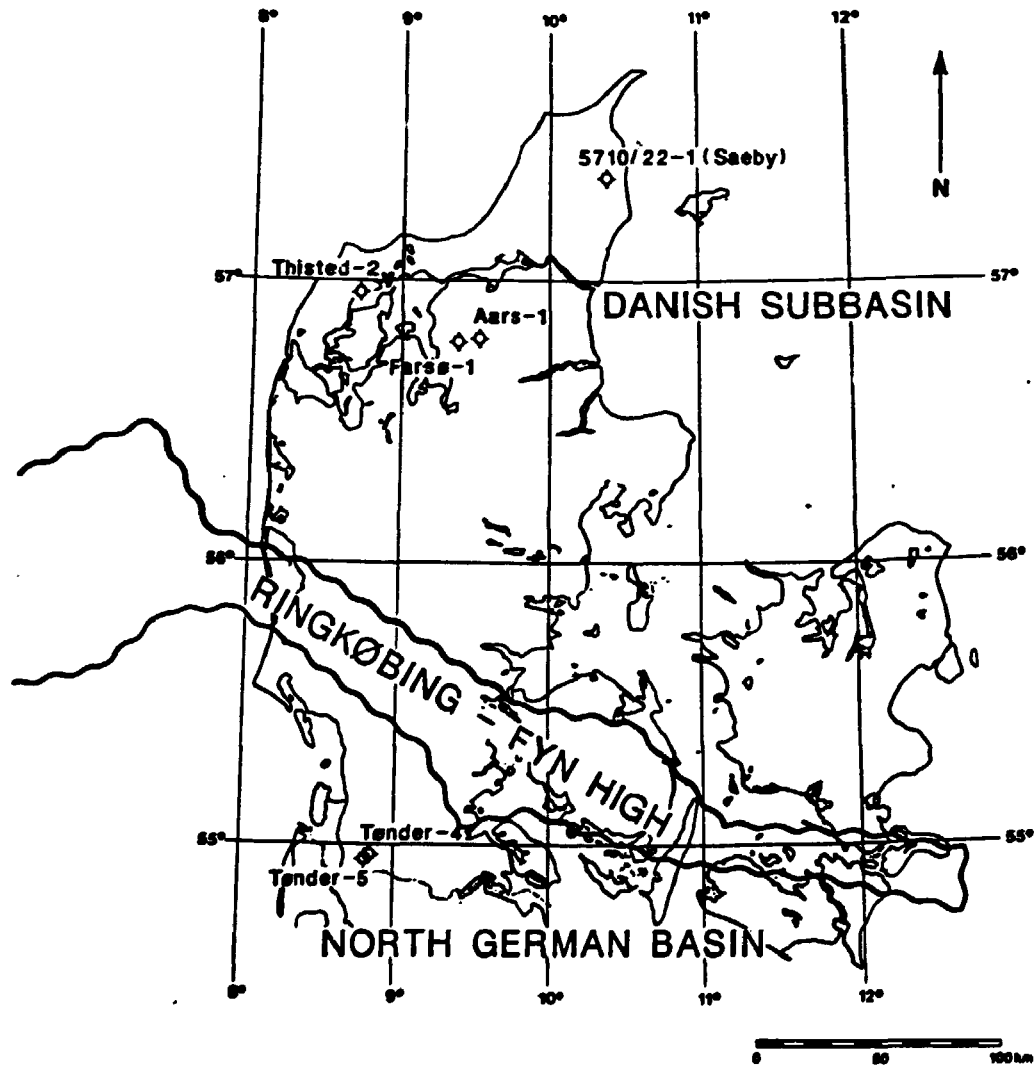 8° 9° 10° 11° 12°
5710/22-1 (Saeby)
N
Thisted-2
57° 57°
DANISH SUBBASIN
Aars-1
Farsø-1
56° 56°
RINGKØBING - FYN HIGH
Tønder-4
55° 55°
Tønder-5
NORTH GERMAN BASIN
8° 9° 10° 11° 12°
0 50 100 km